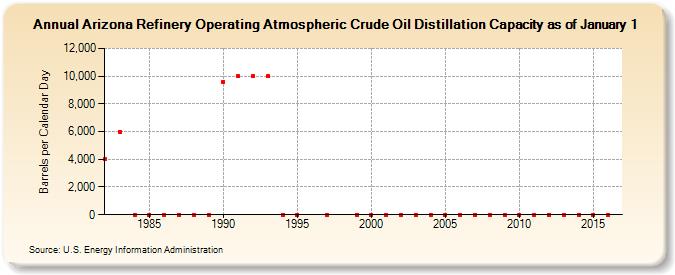 Annual Arizona Refinery Operating Atmospheric Crude Oil Distillation Capacity as of January 1
Barrels per Calendar Day
12,000
10,000
8,000
6,000
4,000
2,000
0
1985 1990 1995 2000 2005 2010 2015
Source: U.S. Energy Information Administration